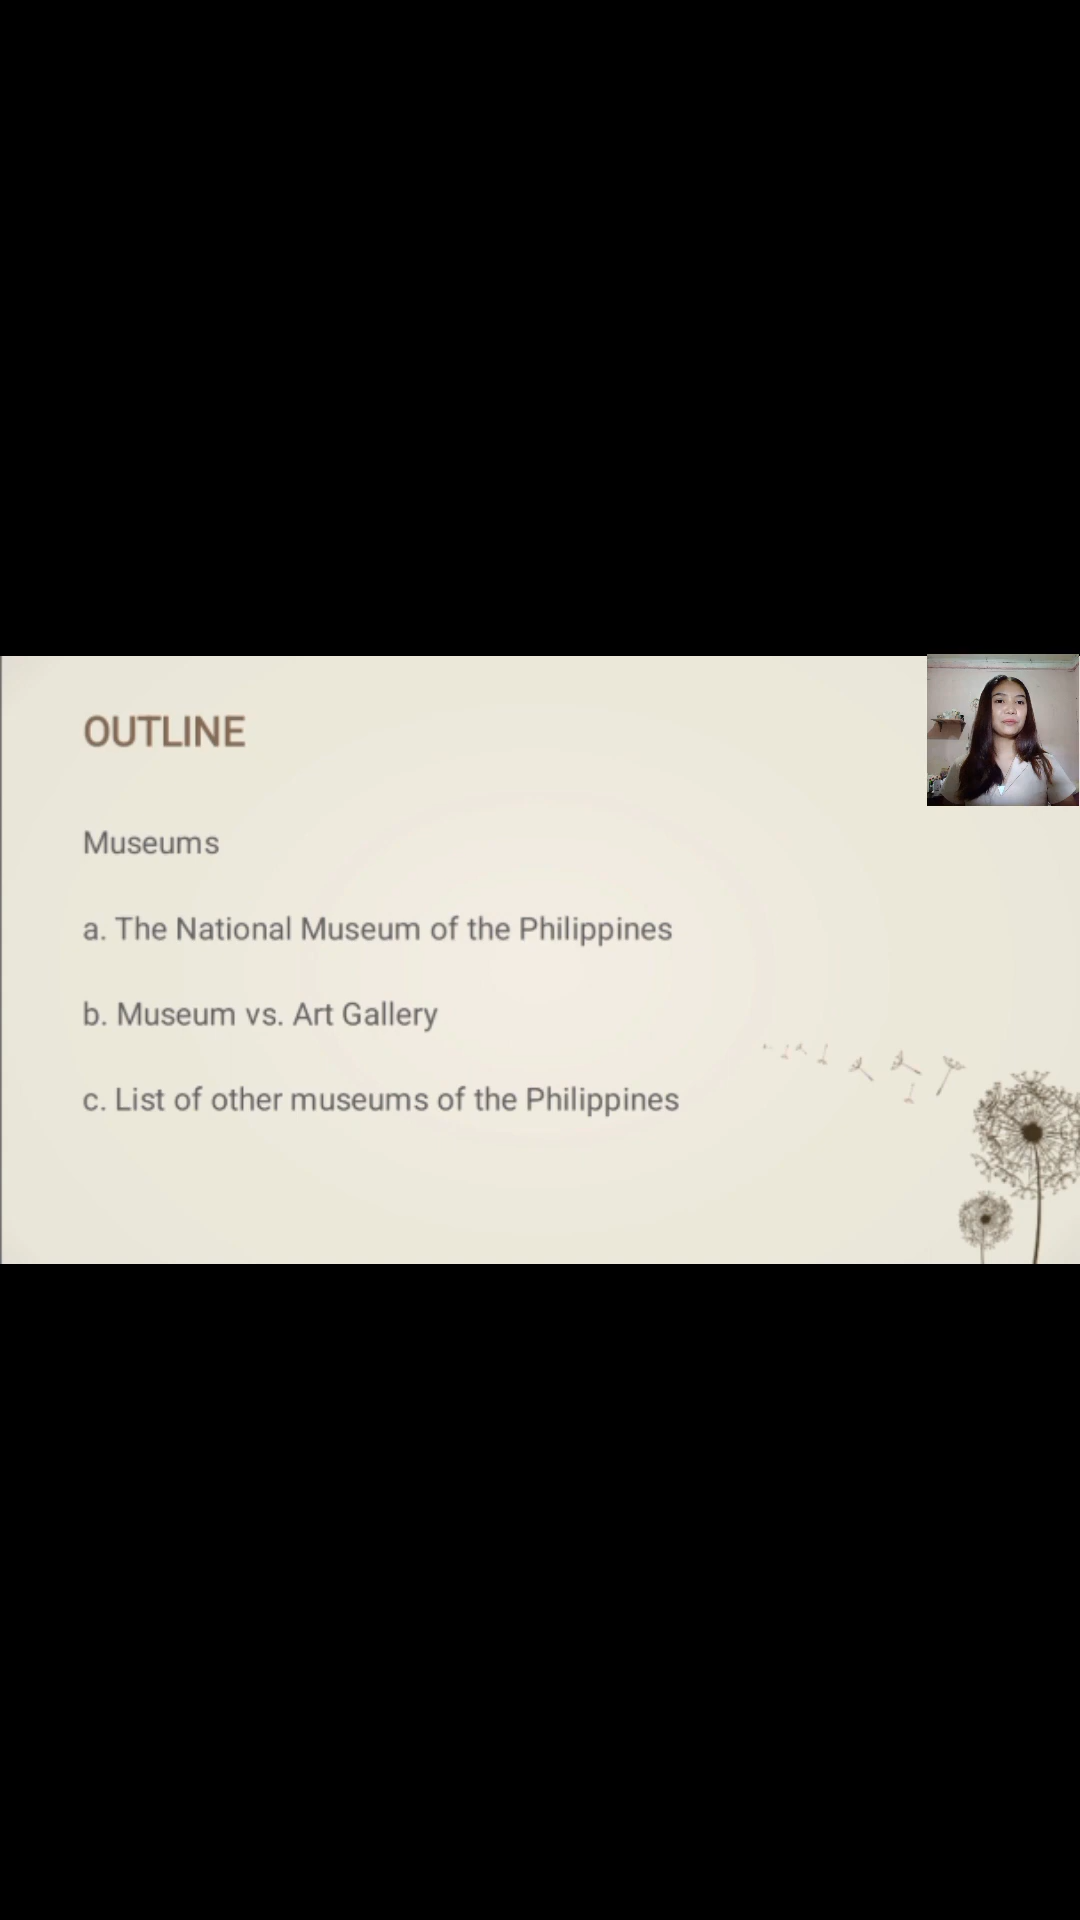 OUTLINE
Museums
a. The National Museum of the Philippines
b. Museum vs. Art Gallery
c. List of other museums of the Philippines